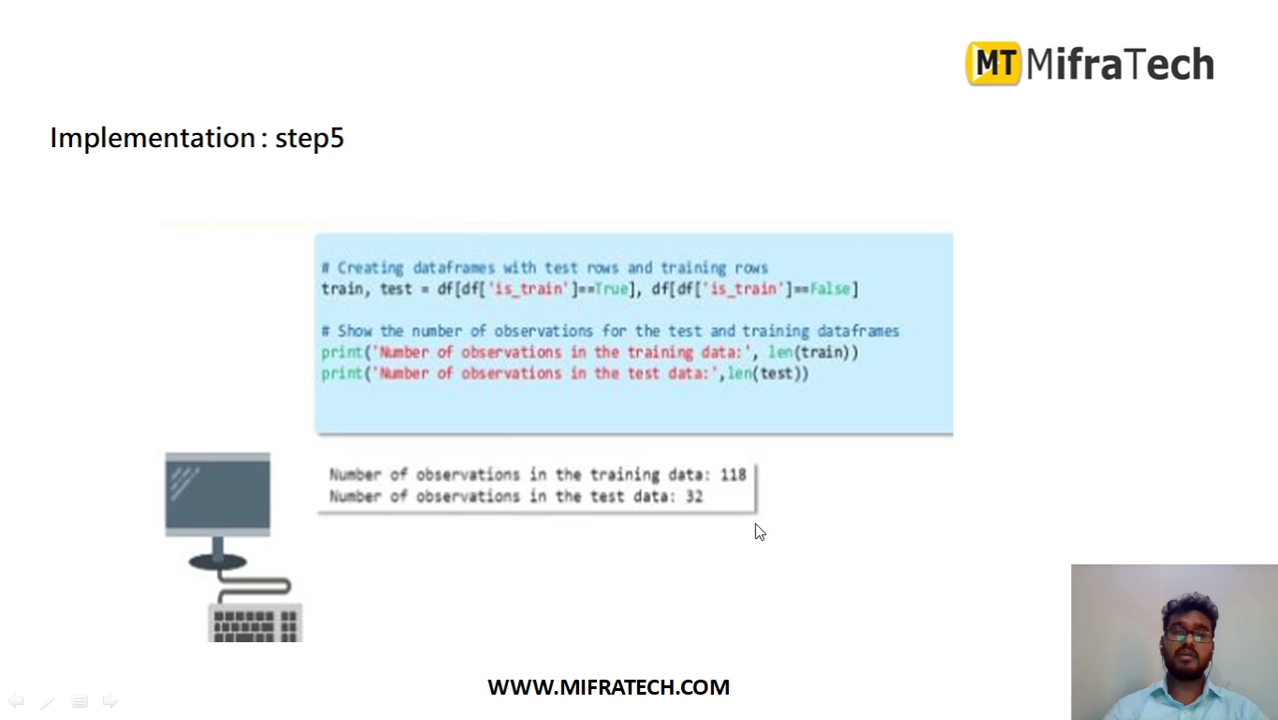 MT MifraTech
Implementation : step5
# Creating dataframes with test rows and training rows
train, test = df[df['is_train']==True], df[df['is_train']==False]
# Show the number of observations for the test and training dataframes
print('Number of observations in the training data:', len(train))
print('Number of observations in the test data:',len(test))
Number of observations in the training data: 118
Number of observations in the test data: 32
WWW.MIFRATECH.COM